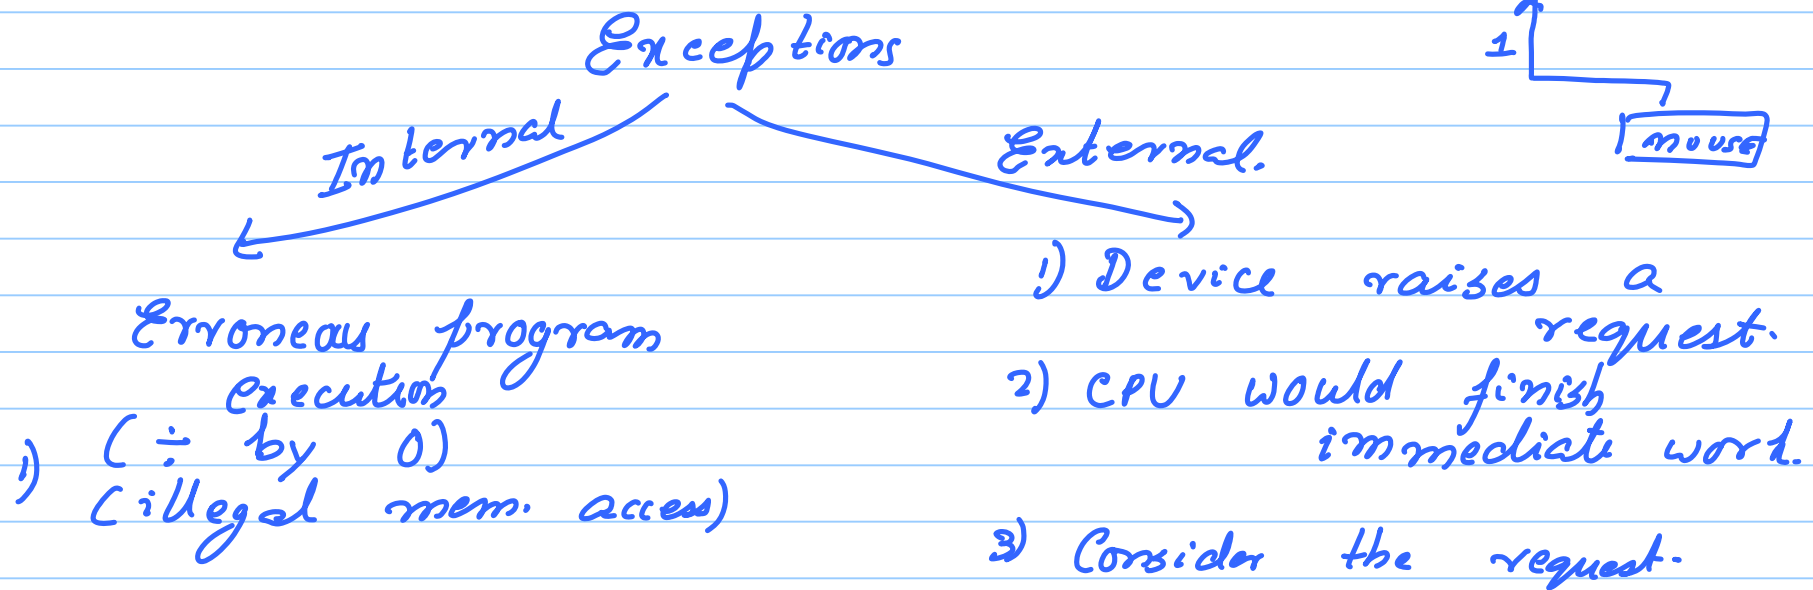 Exceptions
1
mouse
Internal
External.
Erroneous program
execution
1) (÷ by 0)
(illegal mem. access)
1) Device raises a
request.
2) CPU would finish
immediate work.
3) Consider the request.